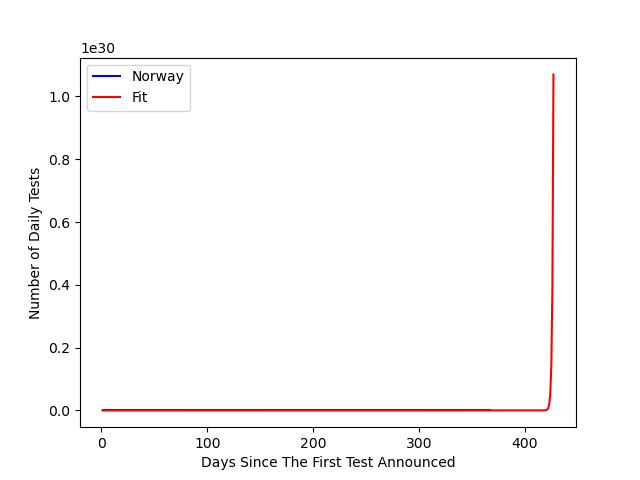 1e30
1.0
0.8
0.6
0.4
0.2
0.0
Number of Daily Tests
Norway
Fit
0 100 200 300 400
Days Since The First Test Announced